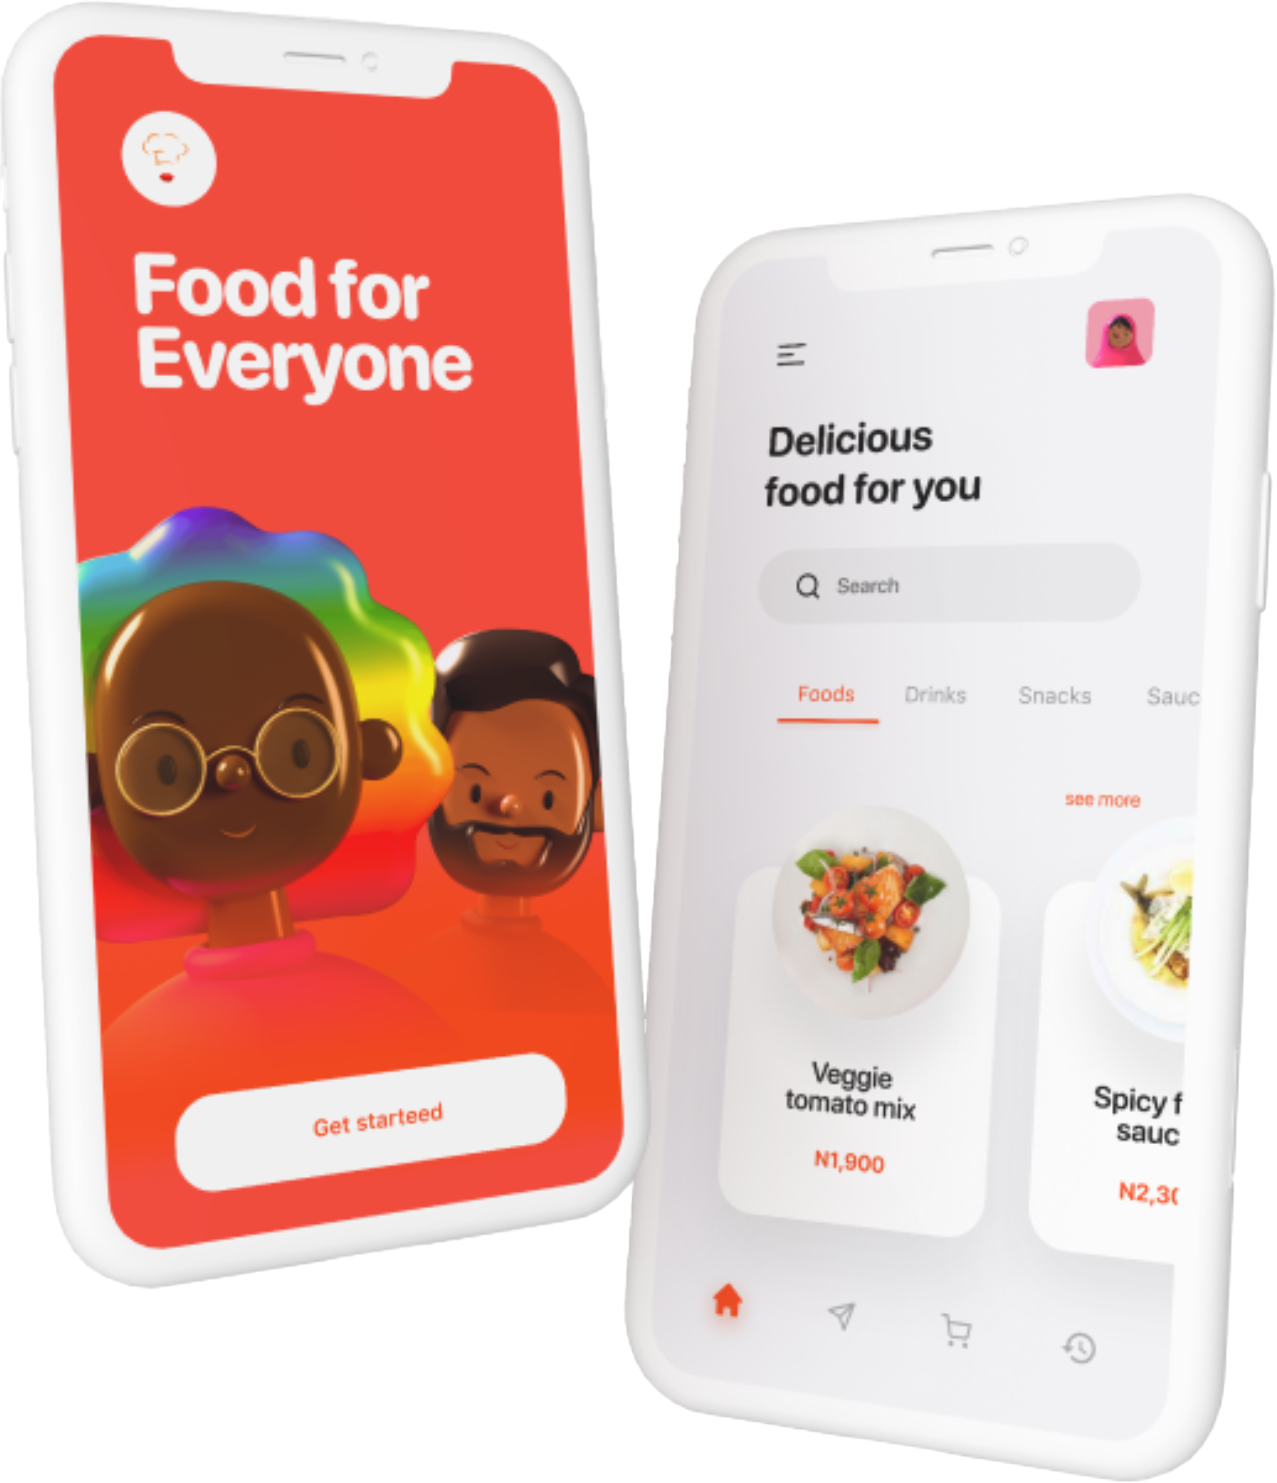 Food for
Everyone
Get starteed
Delicious
food for you
Search
Foods Drinks Snacks Sauc
see more
Veggie
tomato mix
N1,900
Spicy f
sauc
N2,30